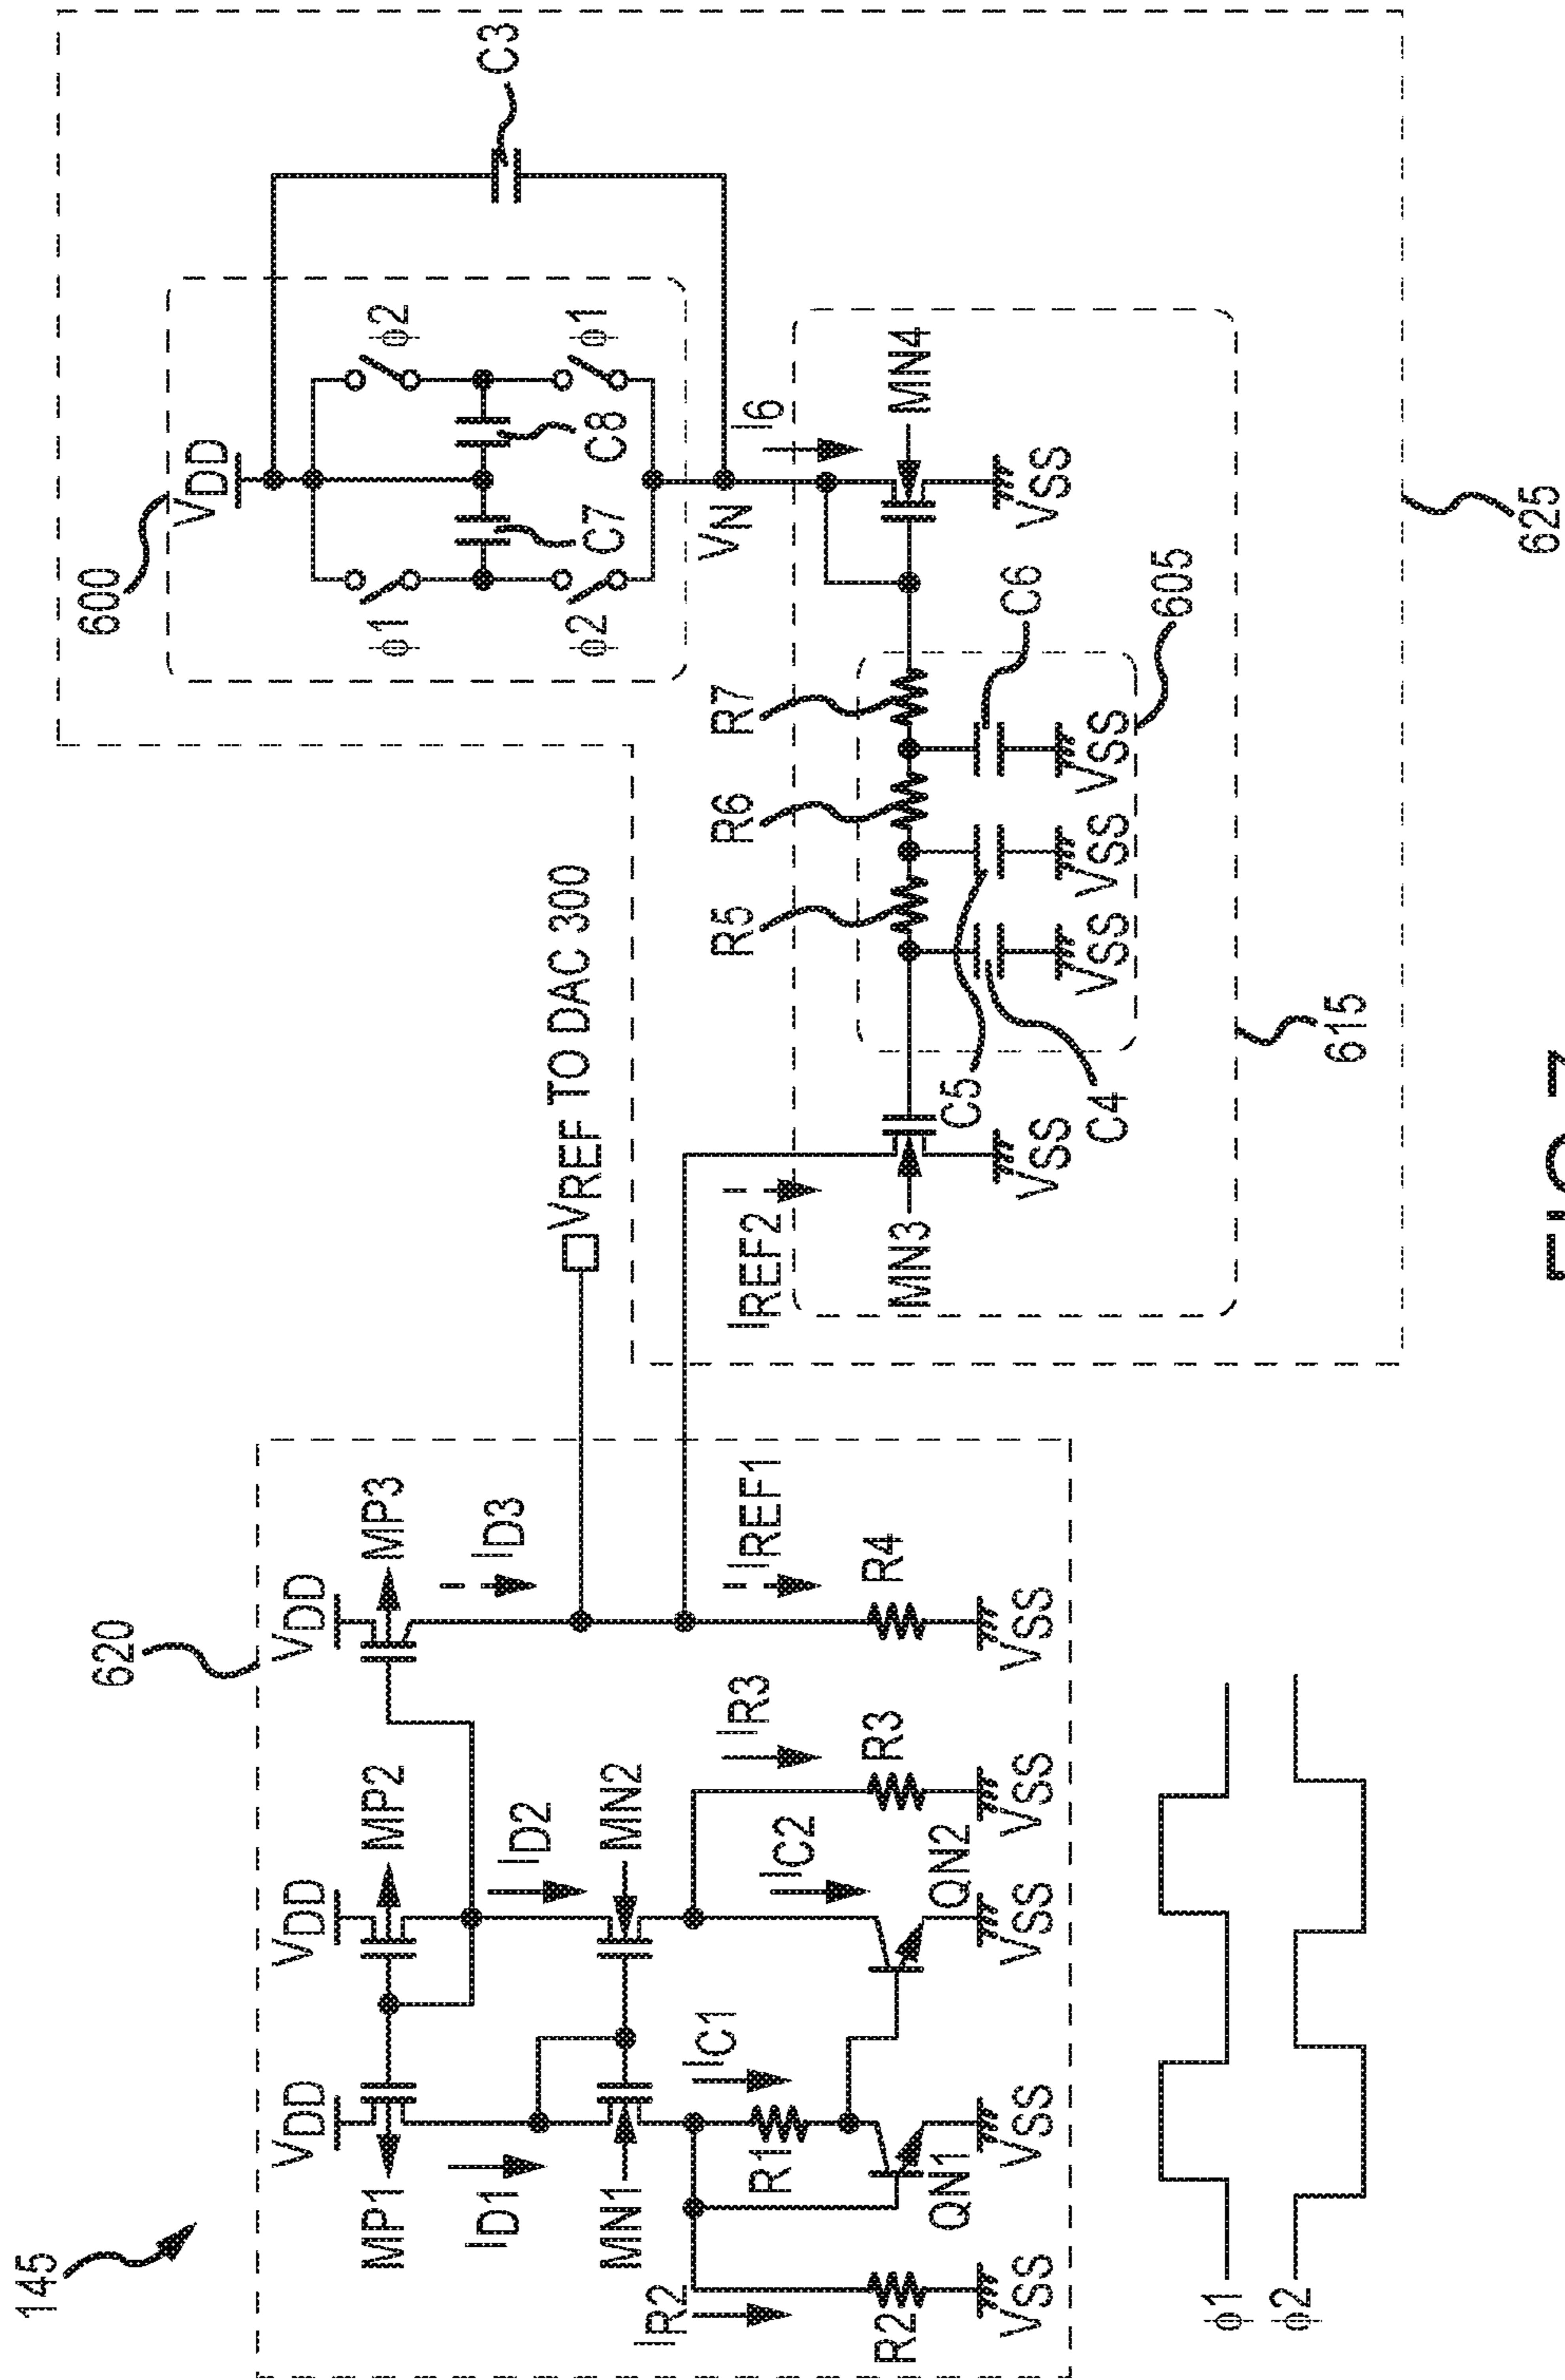 145
620
VDD
VDD
VDD
MP1
MP2
MP3
ID1
ID2
ID3
MN1
MN2
IC1
IC2
IR2
IR3
IREF1
R1
R2
R3
R4
QN1
QN2
VSS
VSS
VSS
VSS
VSS
VREF TO DAC 300
600
VDD
C3
ϕ1
ϕ2
C7
C8
ϕ2
ϕ1
VN
I6
IREF2
R5
R6
R7
MN3
MN4
C5
C4
C6
VSS
VSS
VSS VSS VSS
605
615
625
ϕ1
ϕ2